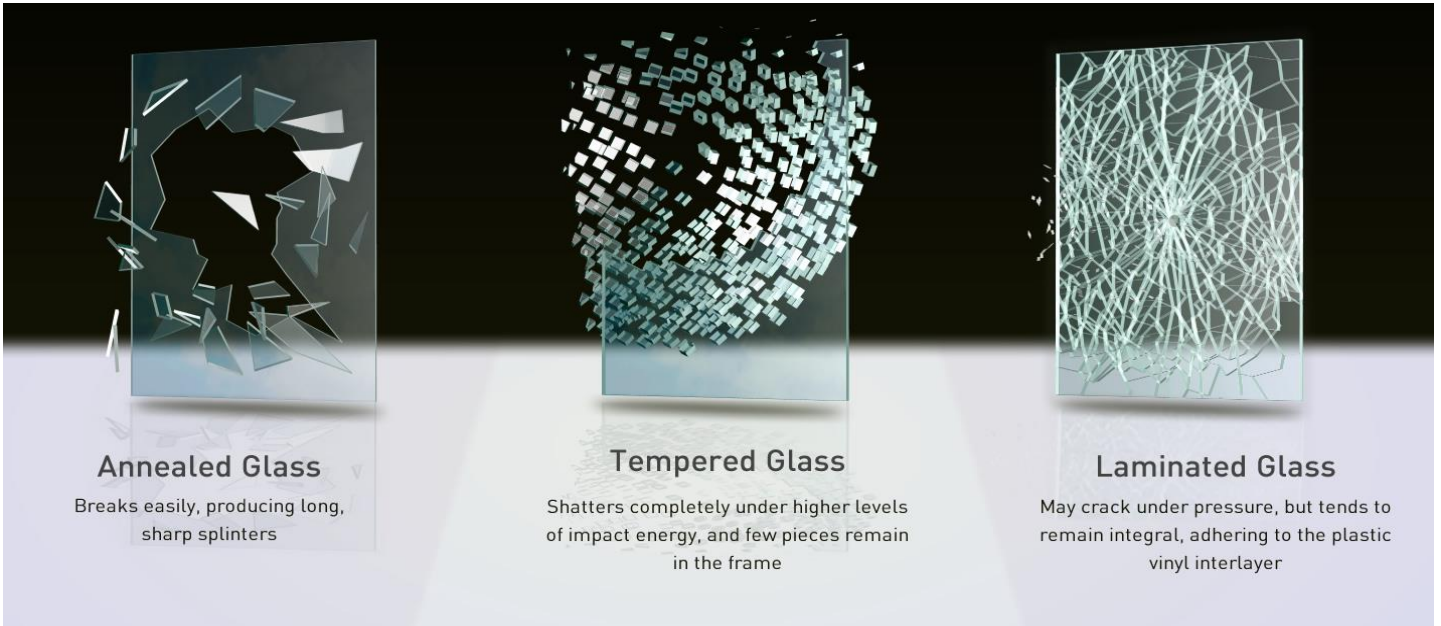 Annealed Glass
Breaks easily, producing long,
sharp splinters
Tempered Glass
Shatters completely under higher levels
of impact energy, and few pieces remain
in the frame
Laminated Glass
May crack under pressure, but tends to
remain integral, adhering to the plastic
vinyl interlayer